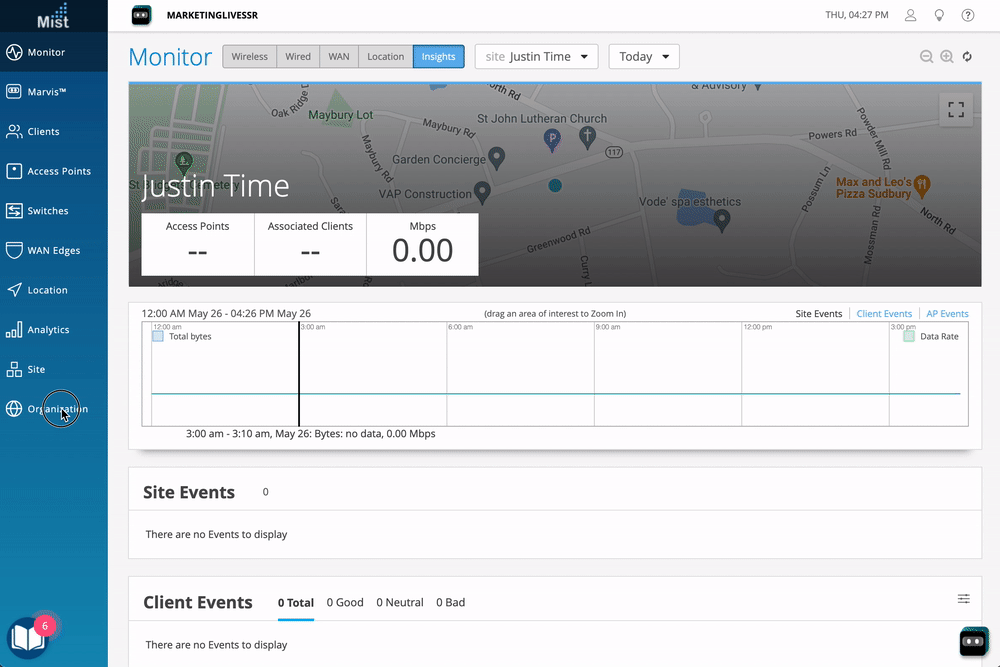 Mist
MARKETINGLIVESSR
THU, 04:27 PM
Monitor
Marvis™
Clients
Access Points
Switches
WAN Edges
Location
Analytics
Site
Organization
6
Monitor
Wireless Wired WAN Location Insights
site Justin Time
Today
Oak Ridge
Maybury Lot
Maybury Rd
Maybury Rd
North Rd
& Advisory
St John Lutheran Church
Garden Concierge
117
Powers Rd
Powder Mill Rd
VAP Construction
Vode' spa esthetics
Possum Ln
Max and Leo's
Pizza Sudbury
North Rd
Mossman Rd
Greenwood Rd
Curry L
Justin Time
Access Points Associated Clients Mbps
-- -- 0.00
12:00 AM May 26 - 04:26 PM May 26
(drag an area of interest to Zoom In)
Site Events Client Events AP Events
12:00 am 3:00 am 6:00 am 9:00 am 12:00 pm 3:00 pm
Total bytes
Data Rate
3:00 am - 3:10 am, May 26: Bytes: no data, 0.00 Mbps
Site Events 0
There are no Events to display
Client Events 0 Total 0 Good 0 Neutral 0 Bad
There are no Events to display